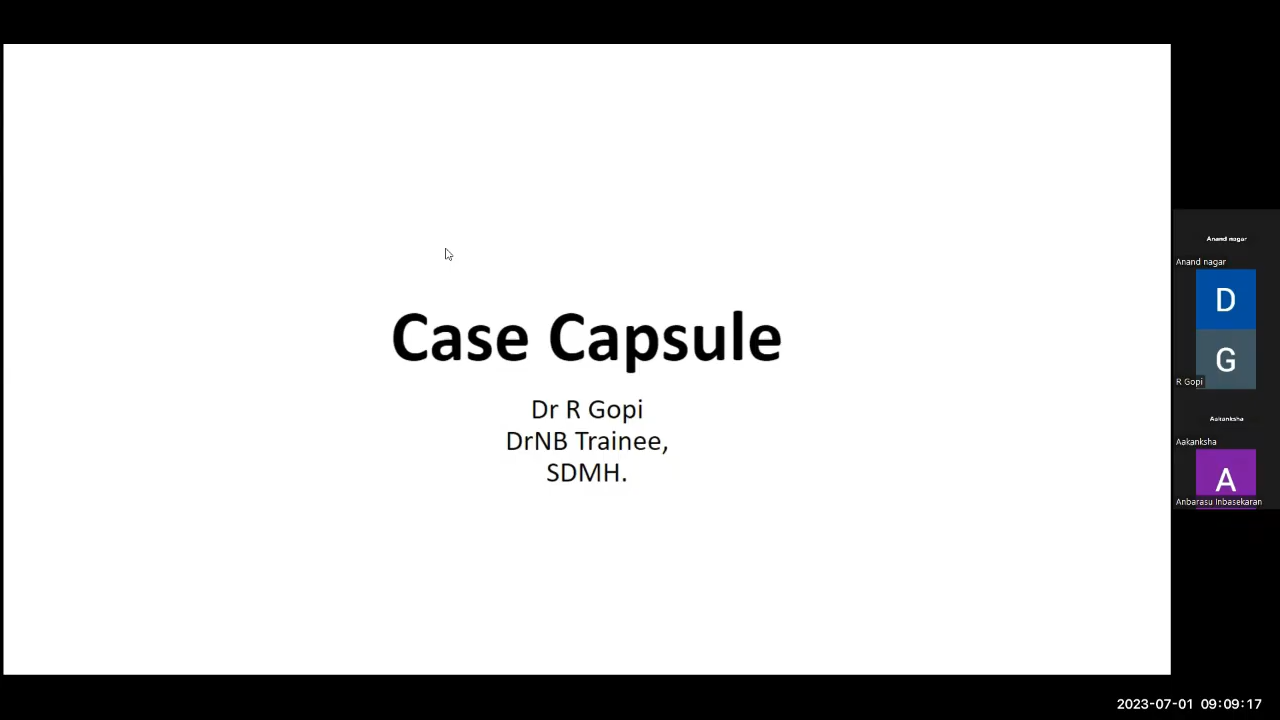 Case Capsule
Dr R Gopi
DrNB Trainee,
SDMH.
Anand nagar
Anand nagar
D
G
R Gopi
Aakanksha
Aakanksha
A
Anbarasu Inbasekaran
2023-07-01 09:09:17